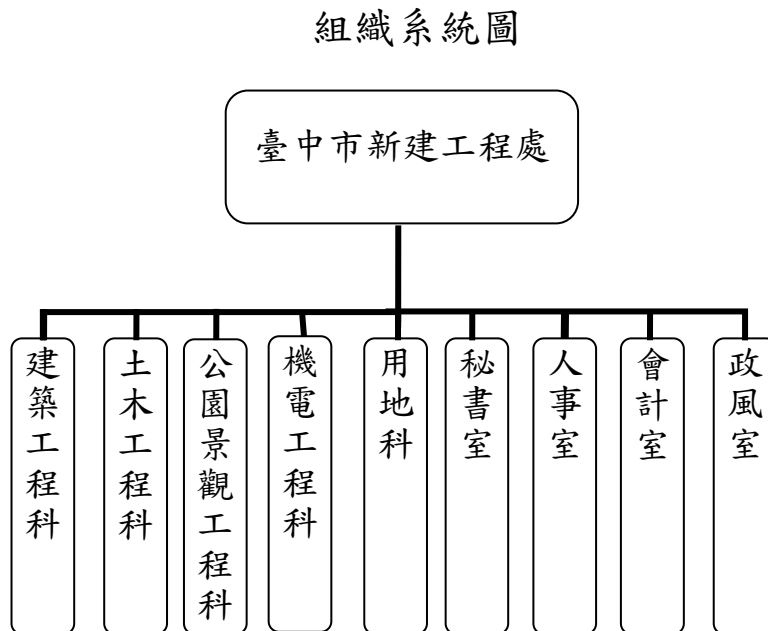 組織系統圖
臺中市新建工程處
建築工程科
土木工程科
公園景觀工程科
機電工程科
用地科
秘書室
人事室
會計室
政風室